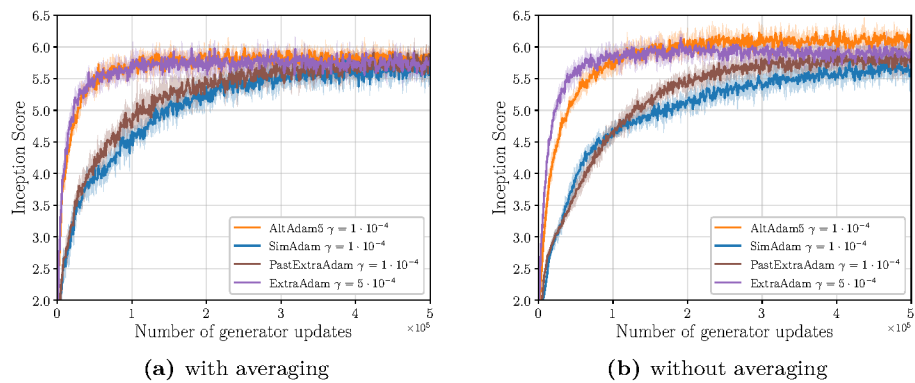 6.5
6.0
5.5
5.0
4.5
4.0
3.5
3.0
2.5
2.0
Inception Score
AltAdam5 γ = 1 · 10⁻⁴
SimAdam γ = 1 · 10⁻⁴
PastExtraAdam γ = 1 · 10⁻⁴
ExtraAdam γ = 5 · 10⁻⁴
0 1 2 3 4 5
Number of generator updates
×10⁵
(a) with averaging
6.5
6.0
5.5
5.0
4.5
4.0
3.5
3.0
2.5
2.0
Inception Score
AltAdam5 γ = 1 · 10⁻⁴
SimAdam γ = 1 · 10⁻⁴
PastExtraAdam γ = 1 · 10⁻⁴
ExtraAdam γ = 5 · 10⁻⁴
0 1 2 3 4 5
Number of generator updates
×10⁵
(b) without averaging